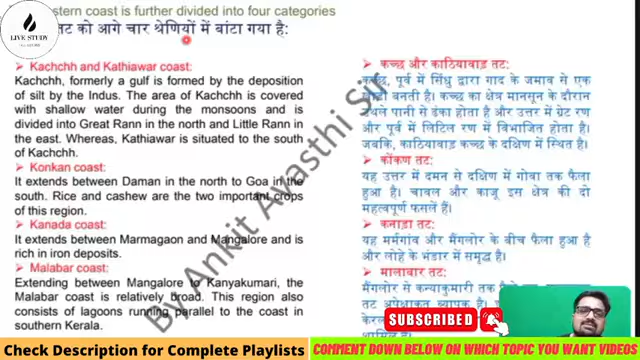 LIVE STUDY
stern coast is further divided into four categories
तट को आगे चार श्रेणियों में बांटा गया है:
➢ Kachchh and Kathiawar coast:
Kachchh, formerly a gulf is formed by the deposition
of silt by the Indus. The area of Kachchh is covered
with shallow water during the monsoons and is
divided into Great Rann in the north and Little Rann in
the east. Whereas, Kathiawar is situated to the south
of Kachchh.
➢ Konkan coast:
It extends between Daman in the north to Goa in the
south. Rice and cashew are the two important crops
of this region.
➢ Kanada coast:
It extends between Marmagaon and Mangalore and is
rich in iron deposits.
➢ Malabar coast:
Extending between Mangalore to Kanyakumari, the
Malabar coast is relatively broad. This region also
consists of lagoons running parallel to the coast in
southern Kerala.
➢ कच्छ और काठियावाड़ तट:
कच्छ, पूर्व में सिंधु द्वारा गाद के जमाव से एक
खाड़ी बनती है। कच्छ का क्षेत्र मानसून के दौरान
उथले पानी से ढंका होता है और उत्तर में ग्रेट रण
और पूर्व में लिटिल रण में विभाजित होता है।
जबकि, काठियावाड़ कच्छ के दक्षिण में स्थित है।
➢ कोंकण तट:
यह उत्तर में दमन से दक्षिण में गोवा तक फैला
हुआ है। चावल और काजू इस क्षेत्र की दो
महत्वपूर्ण फसलें हैं।
➢ कनाड़ा तट:
यह मर्मगांव और मैंगलोर के बीच फैला हुआ है
और लोहे के भंडार में समृद्ध है।
➢ मालाबार तट:
मैंगलोर से कन्याकुमारी तक
तट अपेक्षाकृत व्यापक है।
केरल
By Ankit Avasthi Sir
SUBSCRIBED
Check Description for Complete Playlists
COMMENT DOWN BELOW ON WHICH TOPIC YOU WANT VIDEOS